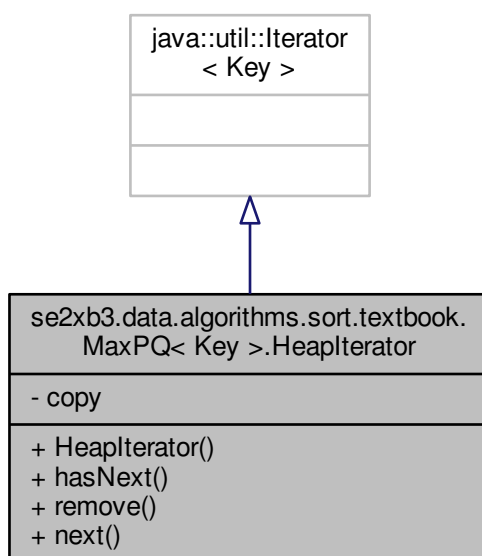 java::util::Iterator
< Key >
se2xb3.data.algorithms.sort.textbook.
MaxPQ< Key >.HeapIterator
- copy
+ HeapIterator()
+ hasNext()
+ remove()
+ next()